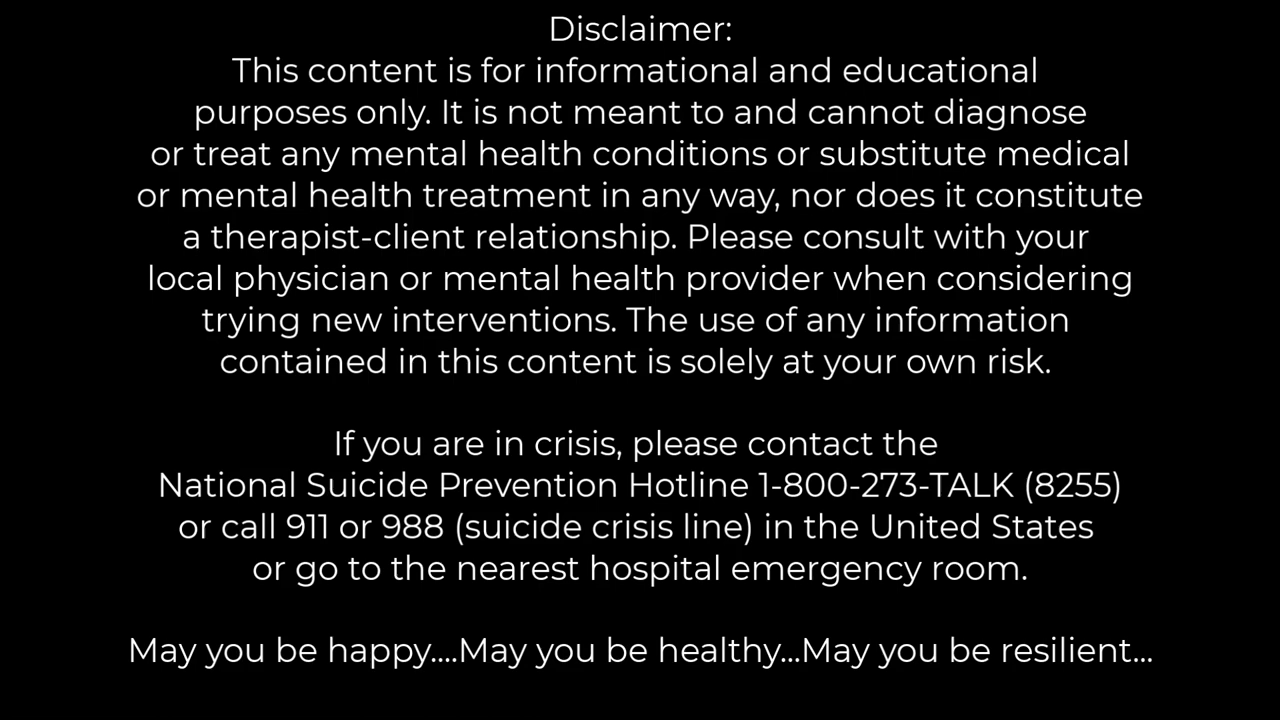 Disclaimer:
This content is for informational and educational
purposes only. It is not meant to and cannot diagnose
or treat any mental health conditions or substitute medical
or mental health treatment in any way, nor does it constitute
a therapist-client relationship. Please consult with your
local physician or mental health provider when considering
trying new interventions. The use of any information
contained in this content is solely at your own risk.
If you are in crisis, please contact the
National Suicide Prevention Hotline 1-800-273-TALK (8255)
or call 911 or 988 (suicide crisis line) in the United States
or go to the nearest hospital emergency room.
May you be happy....May you be healthy...May you be resilient...